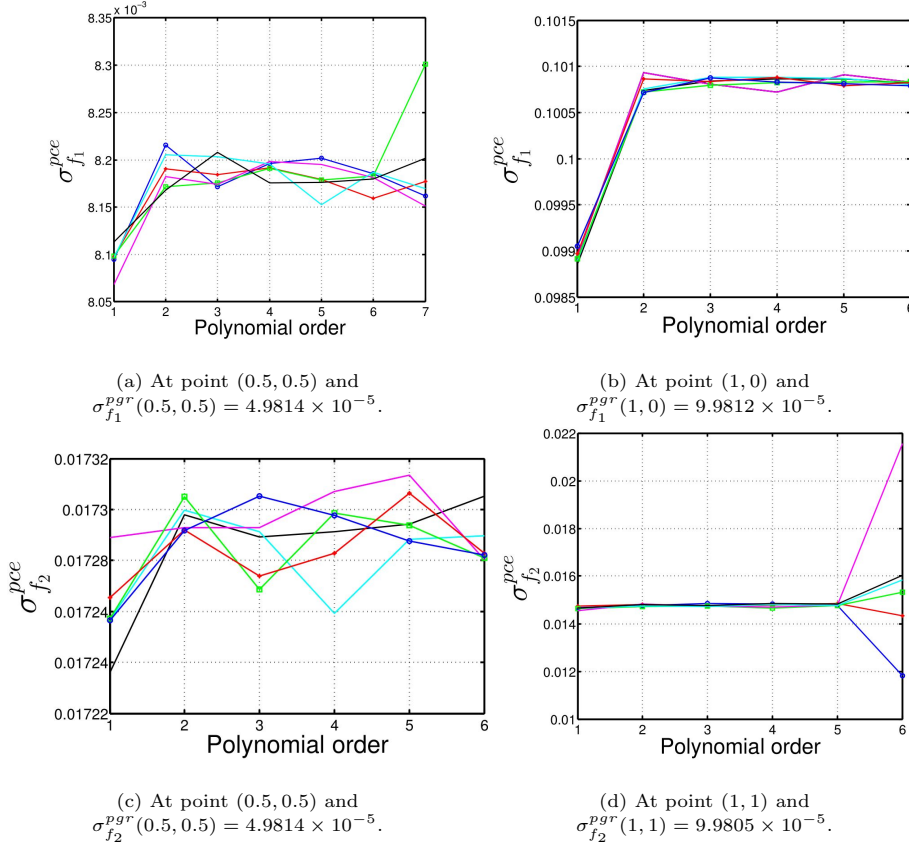 8.35 x 10⁻³
8.3
8.25
8.2
8.15
8.1
8.05
σ_{f_1}^{pce}
1 2 3 4 5 6 7
Polynomial order
0.1015
0.101
0.1005
0.1
0.0995
0.099
0.0985
σ_{f_1}^{pce}
1 2 3 4 5 6
Polynomial order
(a) At point (0.5, 0.5) and
σ_{f_1}^{pgr}(0.5, 0.5) = 4.9814 × 10⁻⁵.
(b) At point (1, 0) and
σ_{f_1}^{pgr}(1, 0) = 9.9812 × 10⁻⁵.
0.01732
0.0173
0.01728
0.01724
0.01724
0.01722
σ_{f_2}^{pce}
1 2 3 4 5 6
Polynomial order
0.022
0.02
0.018
0.016
0.014
0.012
0.01
σ_{f_2}^{pce}
1 2 3 4 5 6
Polynomial order
(c) At point (0.5, 0.5) and
σ_{f_2}^{pgr}(0.5, 0.5) = 4.9814 × 10⁻⁵.
(d) At point (1, 1) and
σ_{f_2}^{pgr}(1, 1) = 9.9805 × 10⁻⁵.